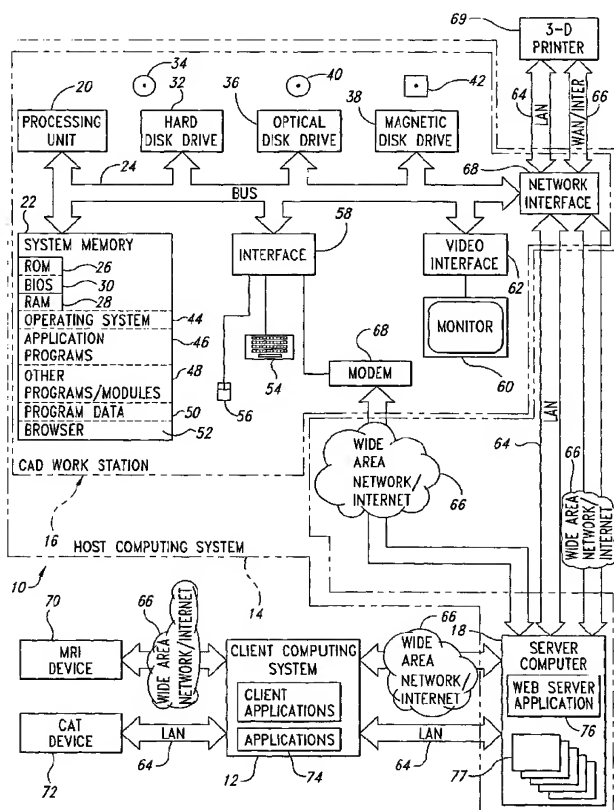 69
3-D
PRINTER
34
40
42
20
32
36
38
64
LAN
WAN/INTER
66
PROCESSING
UNIT
HARD
DISK DRIVE
OPTICAL
DISK DRIVE
MAGNETIC
DISK DRIVE
68
NETWORK
INTERFACE
24
BUS
22
58
SYSTEM MEMORY
INTERFACE
VIDEO
INTERFACE
62
ROM
26
BIOS
30
RAM
28
OPERATING SYSTEM
44
MONITOR
APPLICATION
PROGRAMS
46
54
68
OTHER
PROGRAMS/MODULES
48
MODEM
60
PROGRAM DATA
50
56
BROWSER
52
LAN
64
WIDE
AREA
NETWORK/
INTERNET
66
66
WIDE AREA
NETWORK/
INTERNET
CAD WORK STATION
16
HOST COMPUTING SYSTEM
10
14
70
66
66
18
MRI
DEVICE
WIDE AREA
NETWORK/INTERNET
CLIENT COMPUTING
SYSTEM
WIDE
AREA
NETWORK/
INTERNET
SERVER
COMPUTER
CLIENT
APPLICATIONS
WEB SERVER
APPLICATION
76
CAT
DEVICE
APPLICATIONS
LAN
LAN
77
72
64
12
74
64